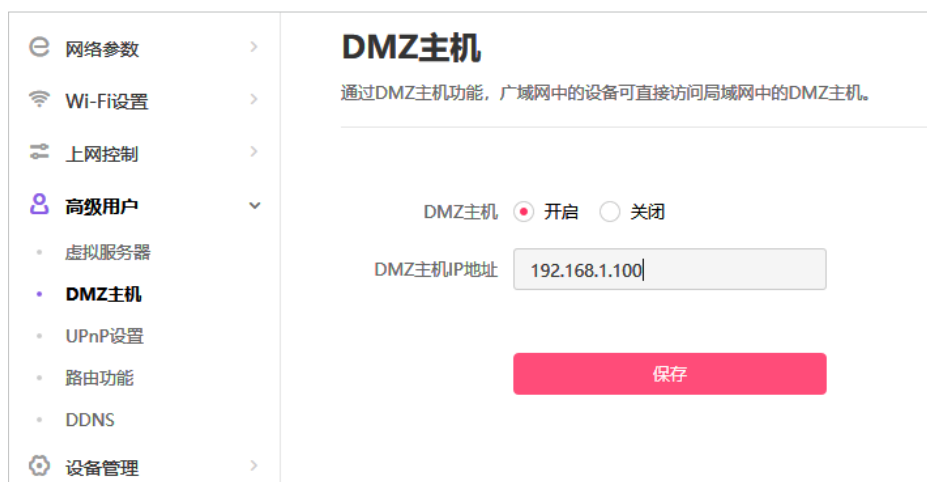 网络参数
Wi-Fi设置
上网控制
高级用户
虚拟服务器
DMZ主机
UPnP设置
路由功能
DDNS
设备管理
DMZ主机
通过DMZ主机功能，广域网中的设备可直接访问局域网中的DMZ主机。
DMZ主机 开启 关闭
DMZ主机IP地址 192.168.1.100
保存